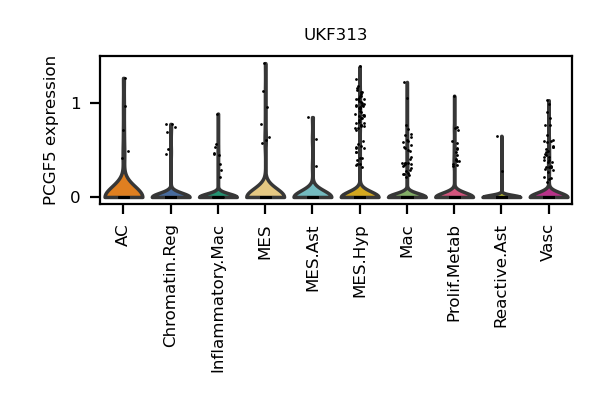 UKF313
PCGF5 expression
1
0
AC
Chromatin.Reg
Inflammatory.Mac
MES
MES.Ast
MES.Hyp
Mac
Prolif.Metab
Reactive.Ast
Vasc